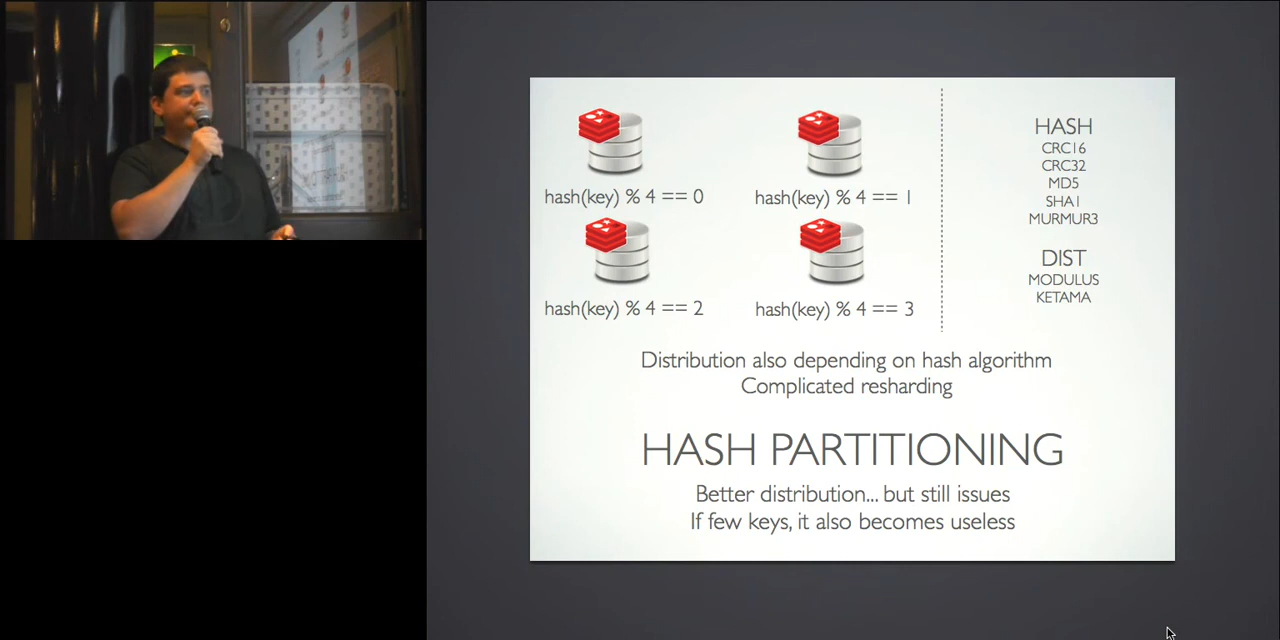 hash(key) % 4 == 0
hash(key) % 4 == 1
hash(key) % 4 == 2
hash(key) % 4 == 3
HASH
CRC16
CRC32
MD5
SHA1
MURMUR3
DIST
MODULUS
KETAMA
Distribution also depending on hash algorithm
Complicated resharding
HASH PARTITIONING
Better distribution... but still issues
If few keys, it also becomes useless